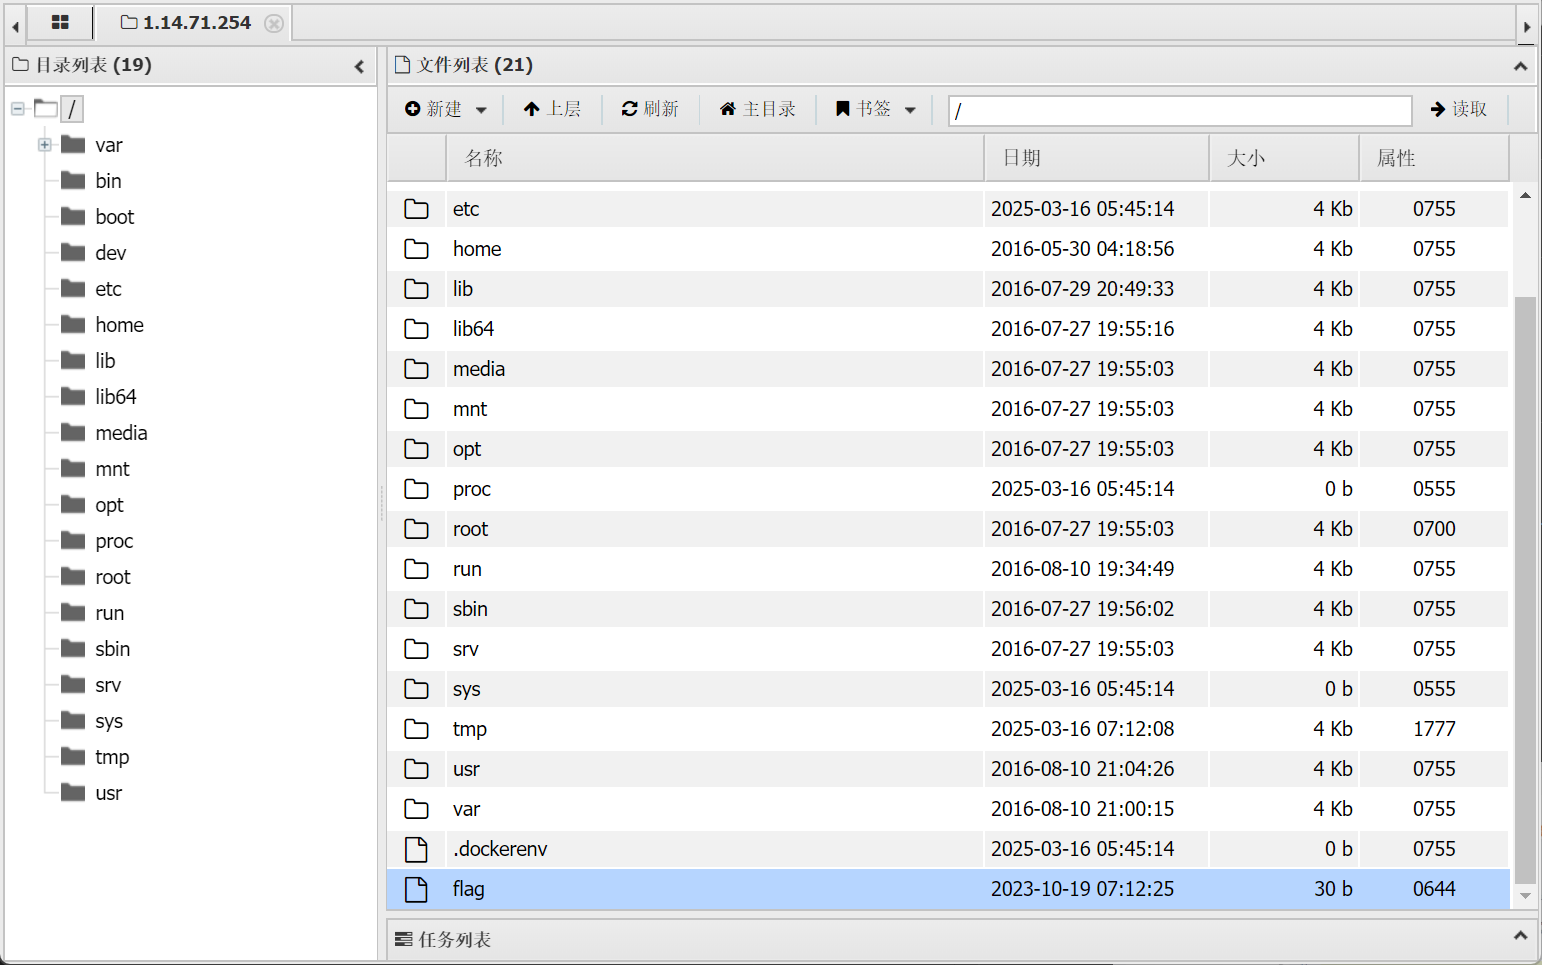 1.14.71.254
目录列表 (19)
/
var
bin
boot
dev
etc
home
lib
lib64
media
mnt
opt
proc
root
run
sbin
srv
sys
tmp
usr
文件列表 (21)
新建 上层 刷新 主目录 书签 / 读取
名称 日期 大小 属性
etc 2025-03-16 05:45:14 4 Kb 0755
home 2016-05-30 04:18:56 4 Kb 0755
lib 2016-07-29 20:49:33 4 Kb 0755
lib64 2016-07-27 19:55:16 4 Kb 0755
media 2016-07-27 19:55:03 4 Kb 0755
mnt 2016-07-27 19:55:03 4 Kb 0755
opt 2016-07-27 19:55:03 4 Kb 0755
proc 2025-03-16 05:45:14 0 b 0555
root 2016-07-27 19:55:03 4 Kb 0700
run 2016-08-10 19:34:49 4 Kb 0755
sbin 2016-07-27 19:56:02 4 Kb 0755
srv 2016-07-27 19:55:03 4 Kb 0755
sys 2025-03-16 05:45:14 0 b 0555
tmp 2025-03-16 07:12:08 4 Kb 1777
usr 2016-08-10 21:04:26 4 Kb 0755
var 2016-08-10 21:00:15 4 Kb 0755
.dockerenv 2025-03-16 05:45:14 0 b 0755
flag 2023-10-19 07:12:25 30 b 0644
任务列表